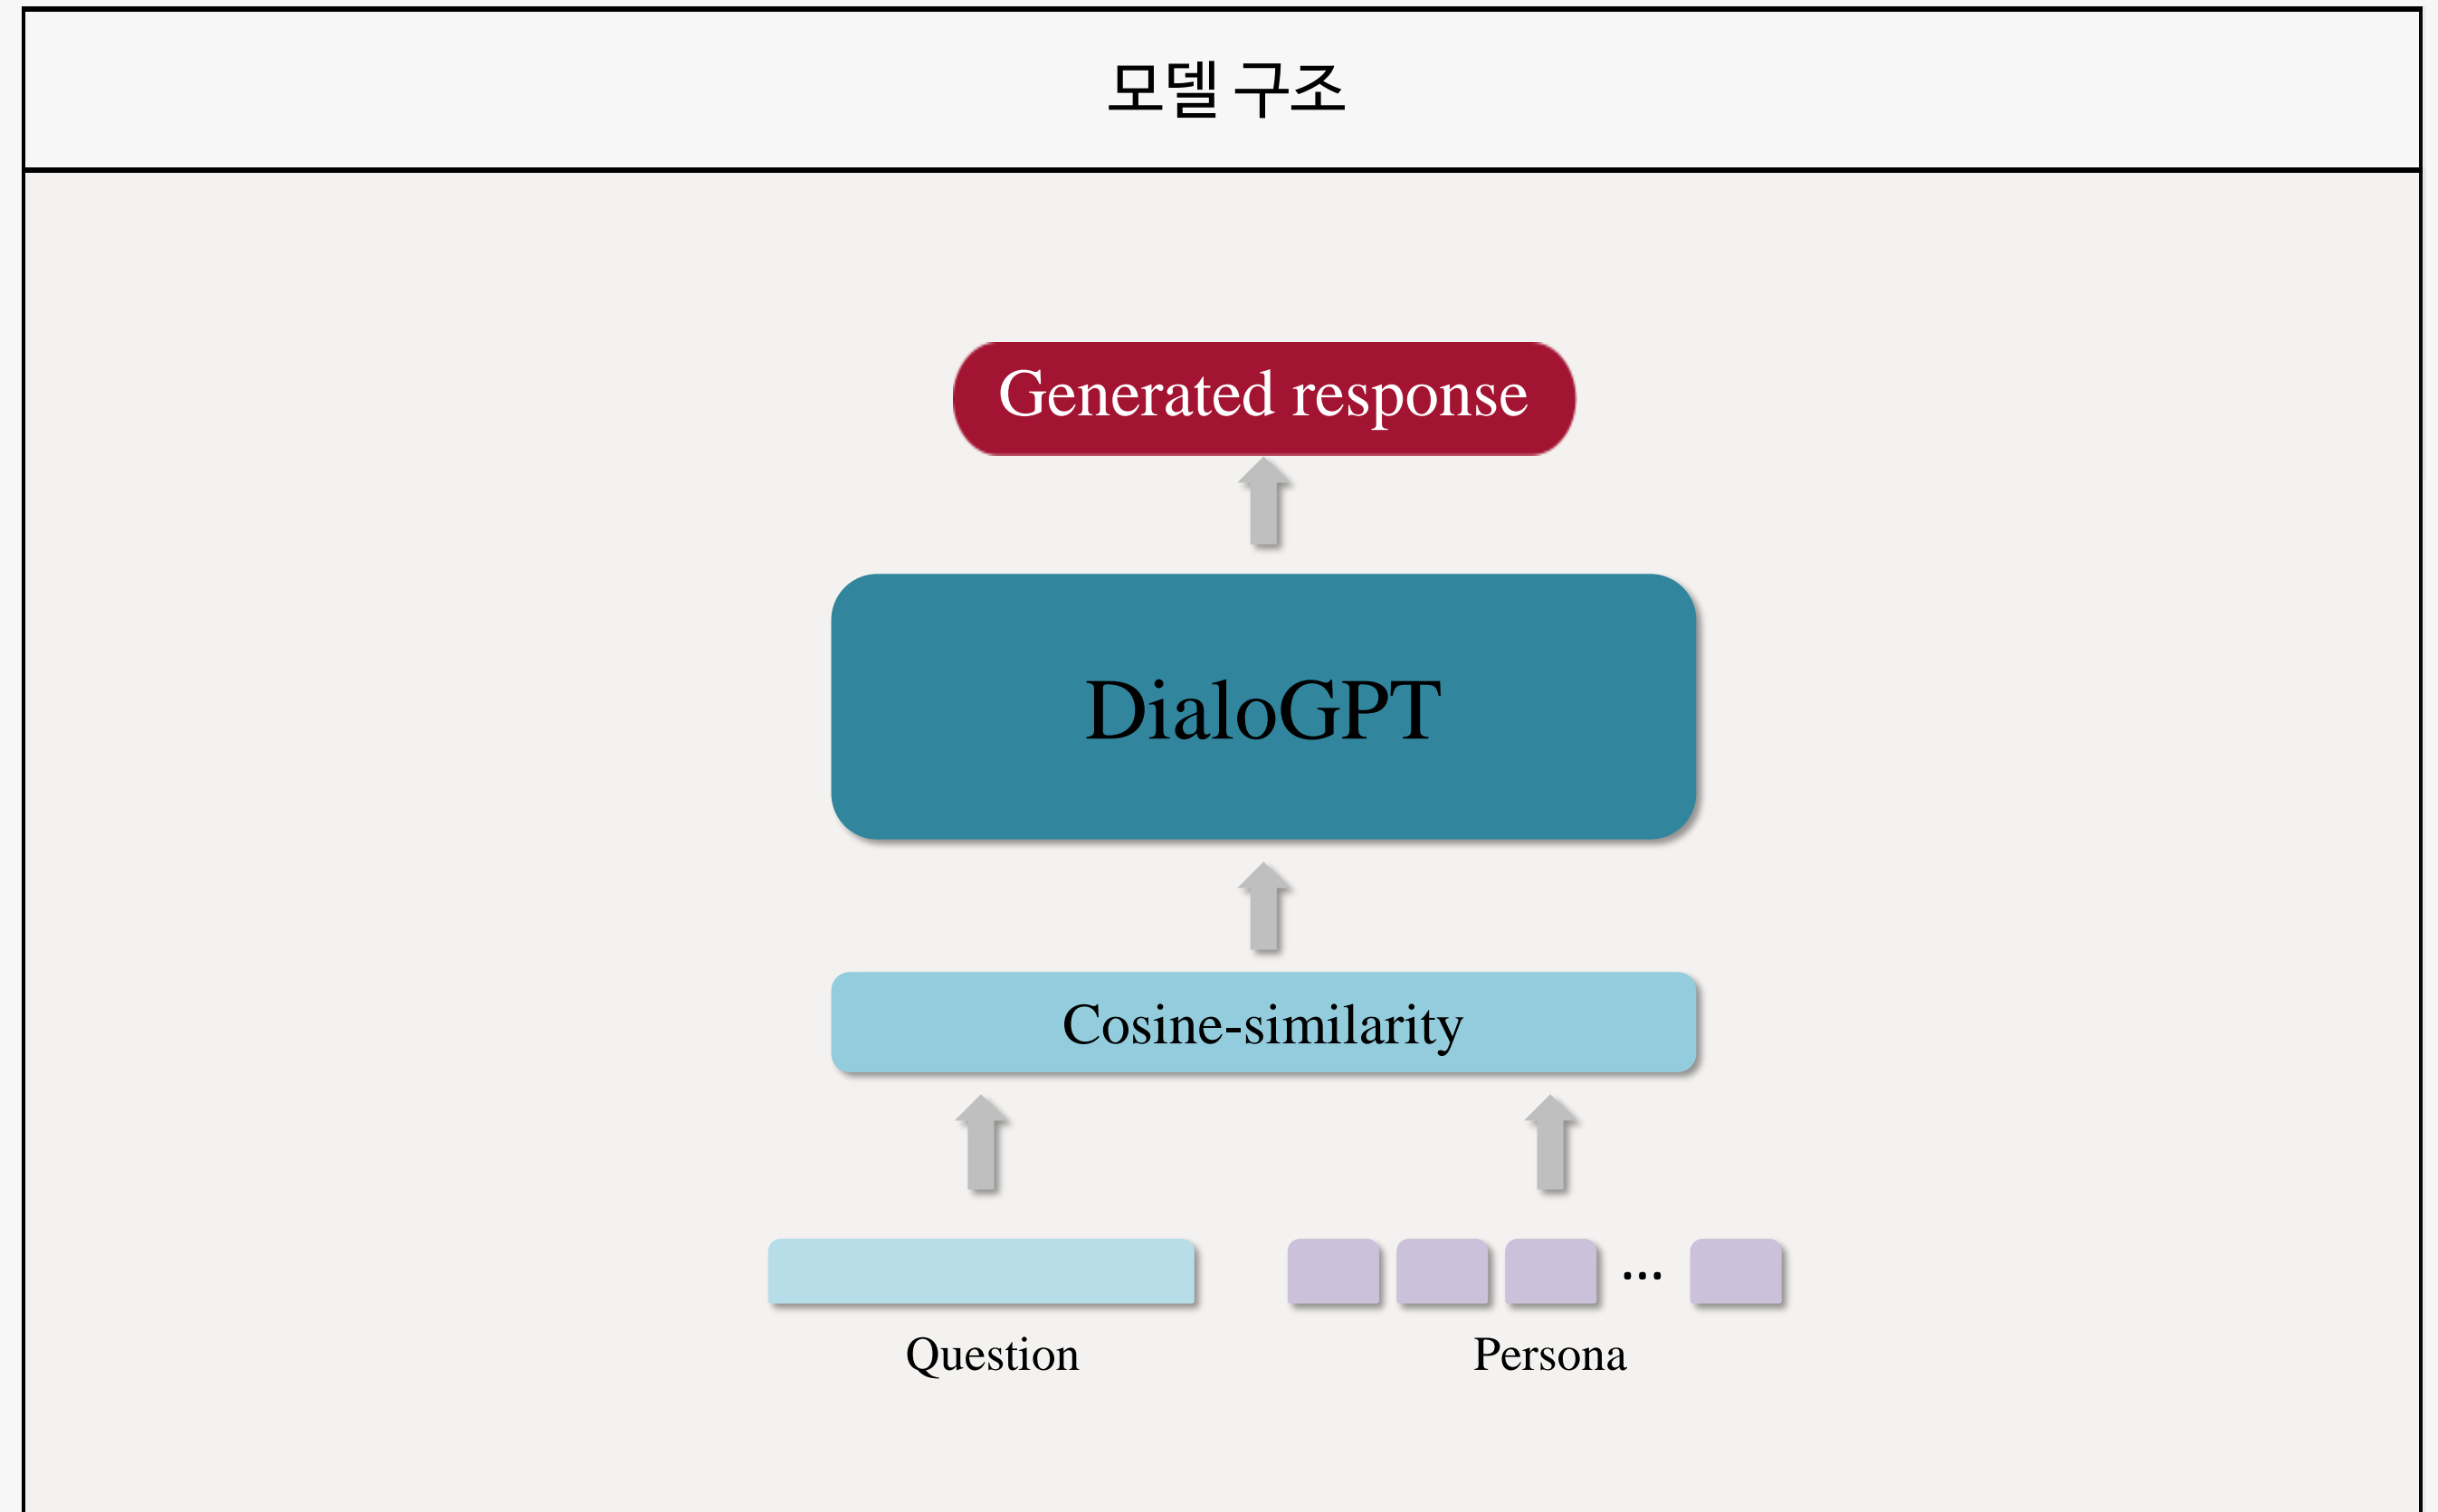 모델 구조
Generated response
DialoGPT
Cosine-similarity
...
Question
Persona